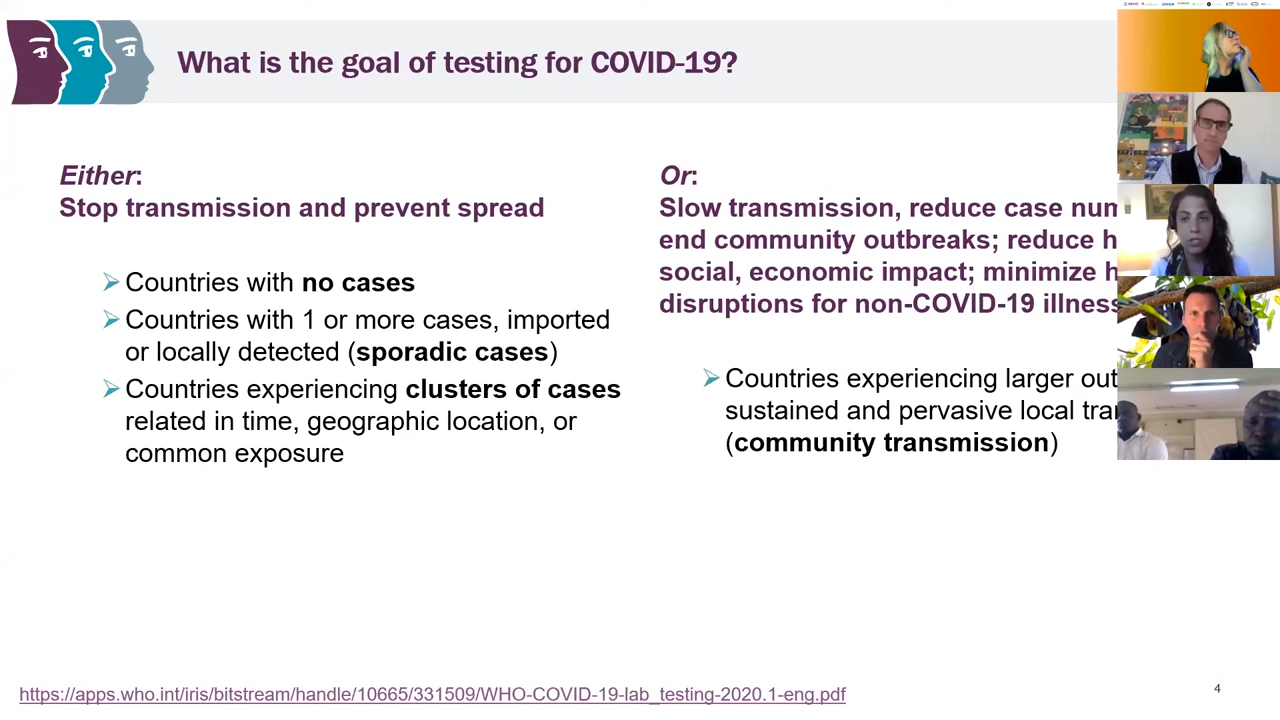 What is the goal of testing for COVID-19?
Either:
Stop transmission and prevent spread
Countries with no cases
Countries with 1 or more cases, imported
or locally detected (sporadic cases)
Countries experiencing clusters of cases
related in time, geographic location, or
common exposure
Or:
Slow transmission, reduce case num
end community outbreaks; reduce h
social, economic impact; minimize h
disruptions for non-COVID-19 illness
Countries experiencing larger out
sustained and pervasive local tra
(community transmission)
https://apps.who.int/iris/bitstream/handle/10665/331509/WHO-COVID-19-lab_testing-2020.1-eng.pdf
4